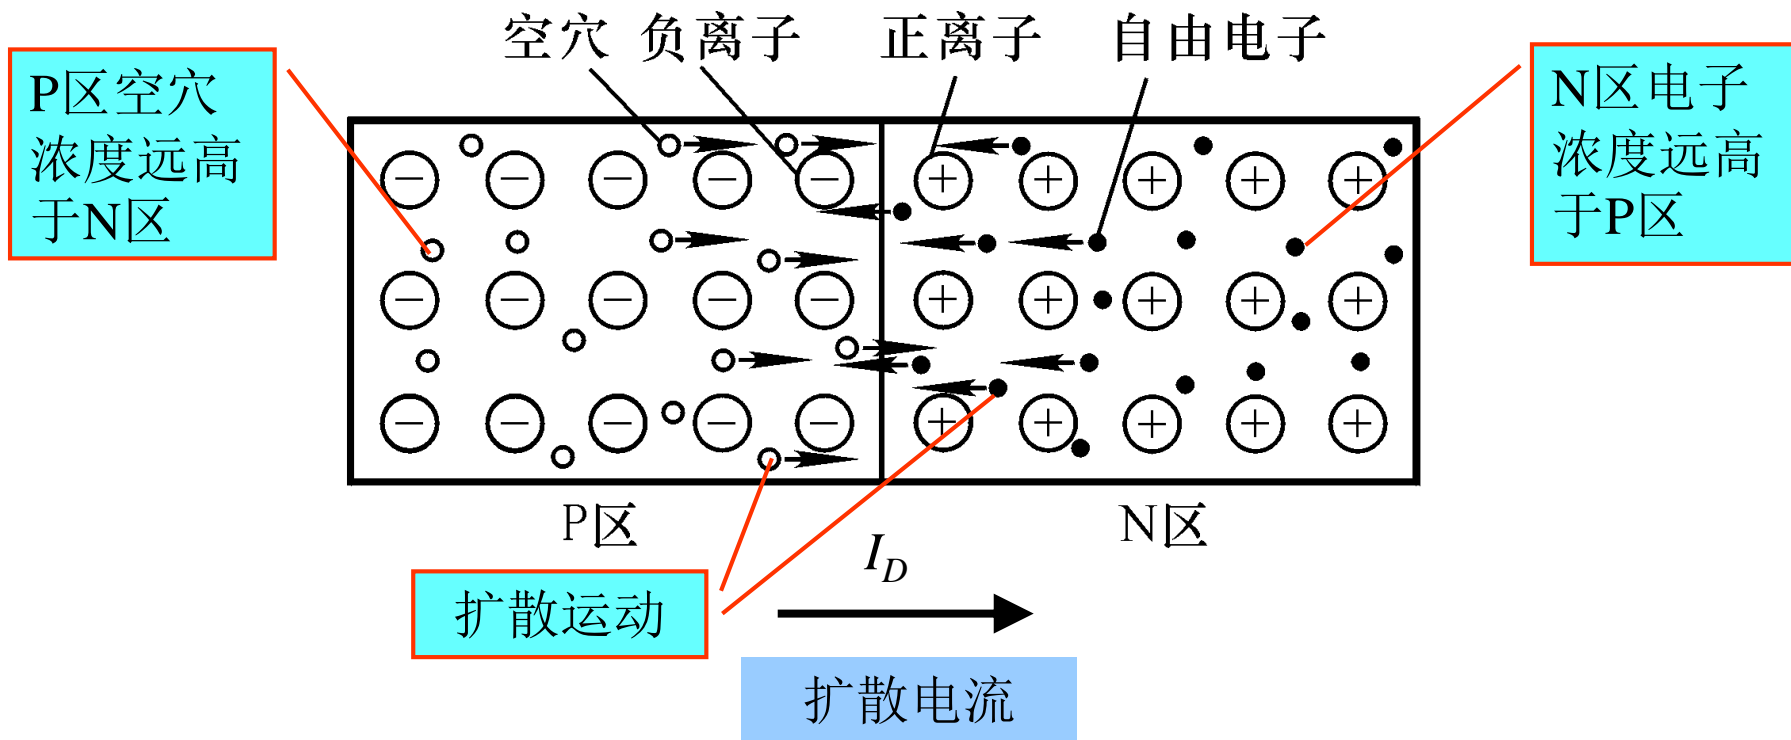 空穴 负离子 正离子 自由电子
P区空穴
浓度远高
于N区
N区电子
浓度远高
于P区
P区
N区
I_D
扩散运动
扩散电流